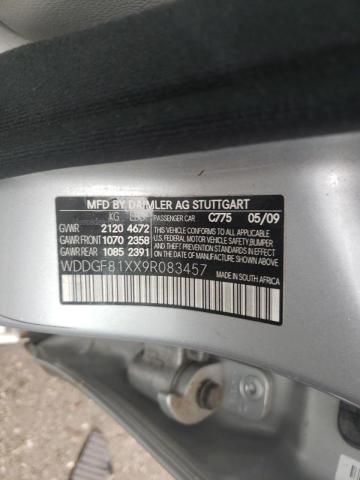 MFD BY DAIMLER AG STUTTGART
KG LBS PASSENGER CAR C775 05/09
GVWR 2120 4672 THIS VEHICLE CONFORMS TO ALL APPLICABLE
GAWR FRONT 1070 2358 U.S. FEDERAL MOTOR VEHICLE SAFETY, BUMPER,
GAWR REAR 1085 2391 AND THEFT PREVENTION STANDARDS IN EFFECT ON THE DATE OF MANUFACTURE SHOWN ABOVE.
WDDGF81XX9R083457 MADE IN SOUTH AFRICA